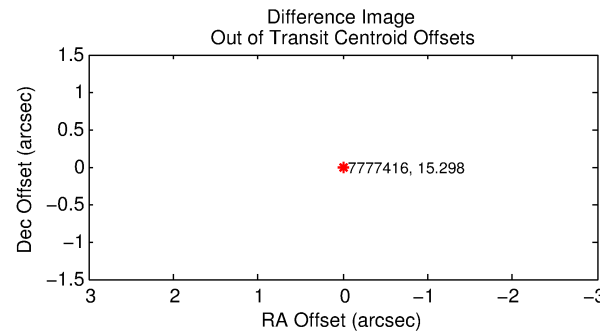 Difference Image
Out of Transit Centroid Offsets
1.5
1
0.5
0
−0.5
−1
−1.5
Dec Offset (arcsec)
7777416, 15.298
3 2 1 0 −1 −2 −3
RA Offset (arcsec)